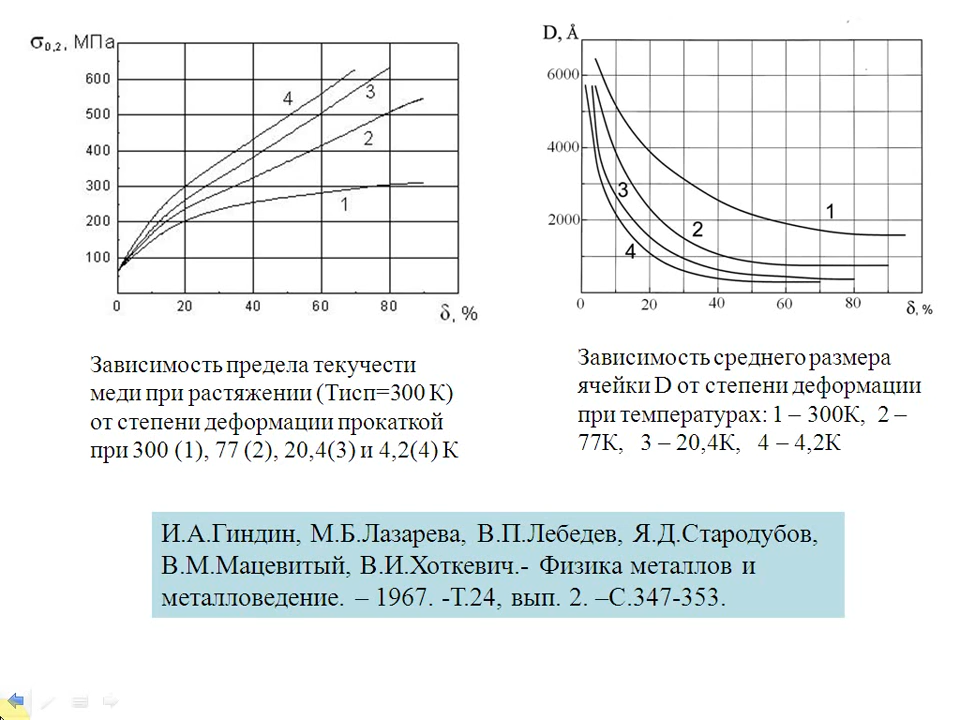 σ0,2, МПа
600
500
400
300
200
100
0 20 40 60 80
δ, %
4
3
2
1
D, Å
6000
4000
2000
0 20 40 60 80
δ, %
1
2
3
4
Зависимость предела текучести
меди при растяжении (Тисп=300 К)
от степени деформации прокаткой
при 300 (1), 77 (2), 20,4(3) и 4,2(4) К
Зависимость среднего размера
ячейки D от степени деформации
при температурах: 1 – 300К, 2 –
77К, 3 – 20,4К, 4 – 4,2К
И.А.Гиндин, М.Б.Лазарева, В.П.Лебедев, Я.Д.Стародубов,
В.М.Мацевитый, В.И.Хоткевич.- Физика металлов и
металловедение. – 1967. -Т.24, вып. 2. –С.347-353.